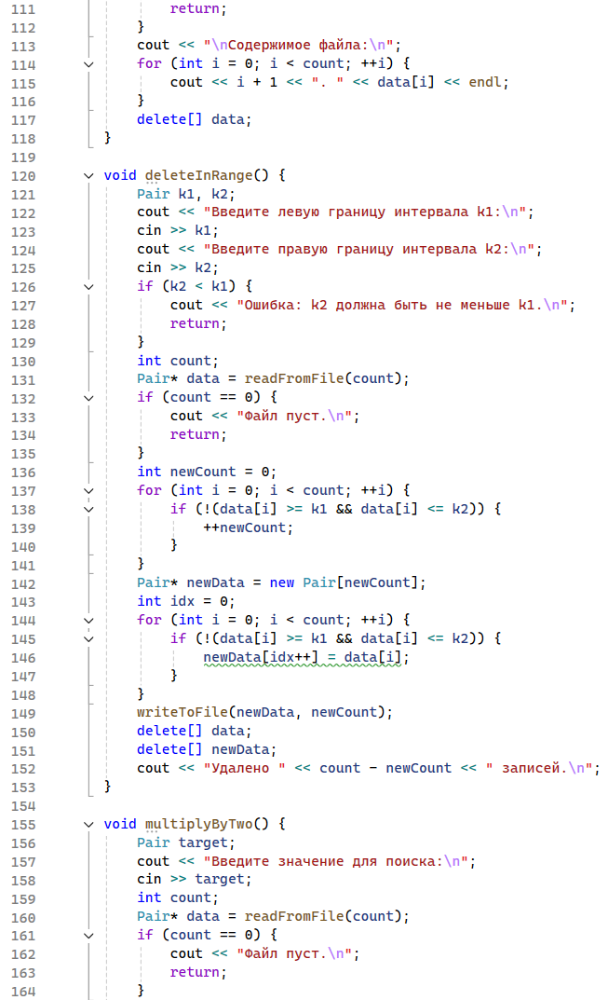 111 return;
112 }
113 cout << "\nСодержимое файла:\n";
114 for (int i = 0; i < count; ++i) {
115 cout << i + 1 << ". " << data[i] << endl;
116 }
117 delete[] data;
118 }
119
120 void deleteInRange() {
121 Pair k1, k2;
122 cout << "Введите левую границу интервала k1:\n";
123 cin >> k1;
124 cout << "Введите правую границу интервала k2:\n";
125 cin >> k2;
126 if (k2 < k1) {
127 cout << "Ошибка: k2 должна быть не меньше k1.\n";
128 return;
129 }
130 int count;
131 Pair* data = readFromFile(count);
132 if (count == 0) {
133 cout << "Файл пуст.\n";
134 return;
135 }
136 int newCount = 0;
137 for (int i = 0; i < count; ++i) {
138 if (!(data[i] >= k1 && data[i] <= k2)) {
139 ++newCount;
140 }
141 }
142 Pair* newData = new Pair[newCount];
143 int idx = 0;
144 for (int i = 0; i < count; ++i) {
145 if (!(data[i] >= k1 && data[i] <= k2)) {
146 newData[idx++] = data[i];
147 }
148 }
149 writeToFile(newData, newCount);
150 delete[] data;
151 delete[] newData;
152 cout << "Удалено " << count - newCount << " записей.\n";
153 }
154
155 void multiplyByTwo() {
156 Pair target;
157 cout << "Введите значение для поиска:\n";
158 cin >> target;
159 int count;
160 Pair* data = readFromFile(count);
161 if (count == 0) {
162 cout << "Файл пуст.\n";
163 return;
164 }